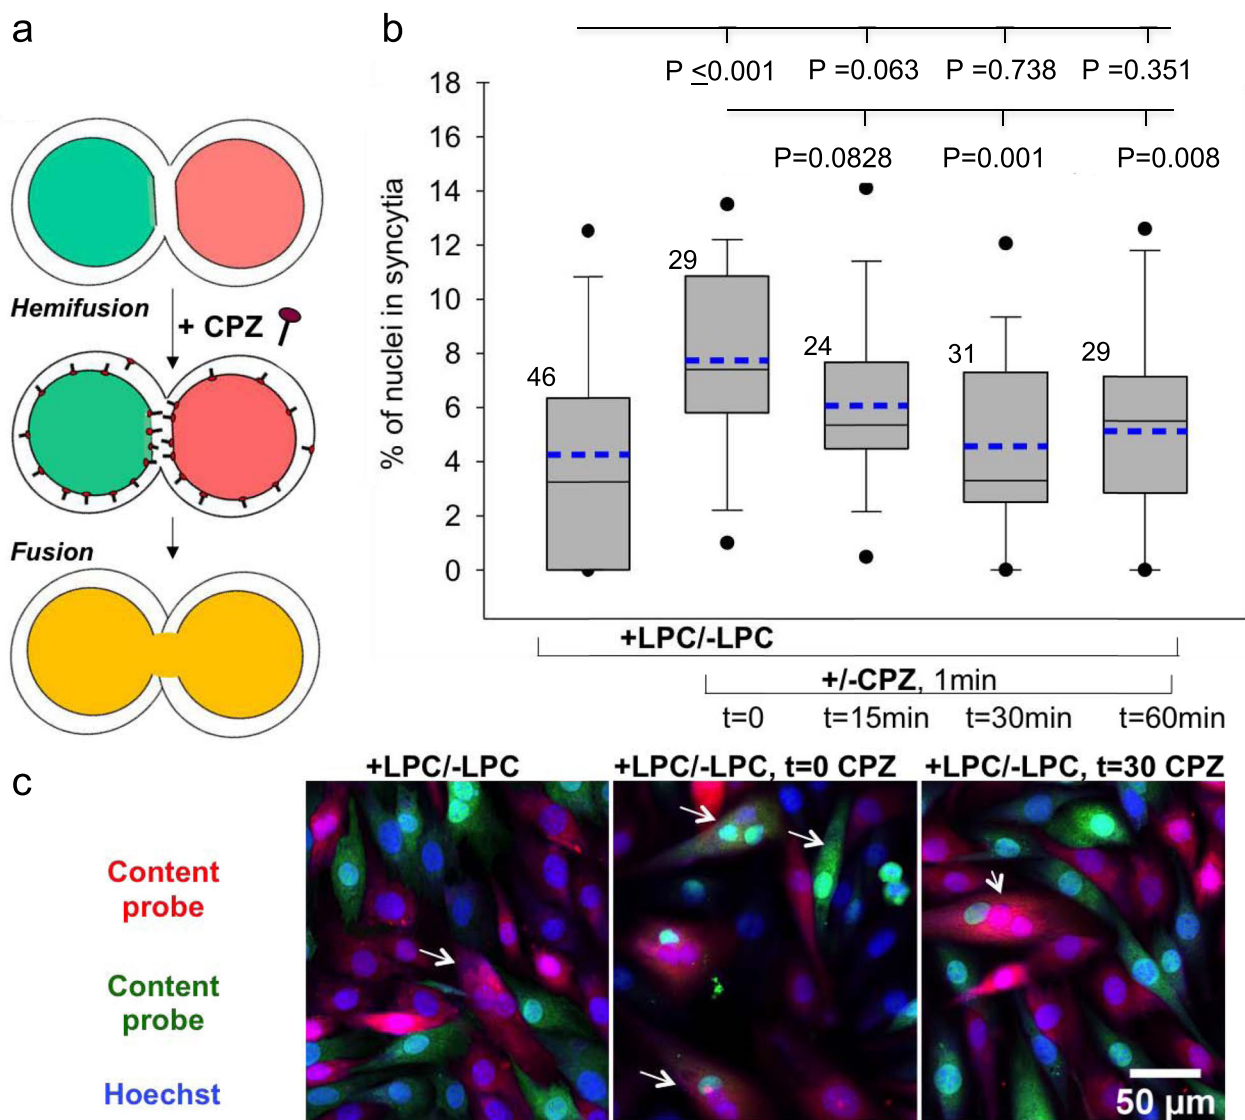 a
b
P ≤0.001 P =0.063 P =0.738 P =0.351
P=0.0828 P=0.001 P=0.008
18
16
14
12
10
8
6
4
2
0
% of nuclei in syncytia
46
29
24
31
29
+LPC/-LPC
+/-CPZ, 1min
t=0 t=15min t=30min t=60min
Hemifusion
+ CPZ
Fusion
c
+LPC/-LPC
+LPC/-LPC, t=0 CPZ
+LPC/-LPC, t=30 CPZ
Content
probe
Content
probe
Hoechst
50 µm